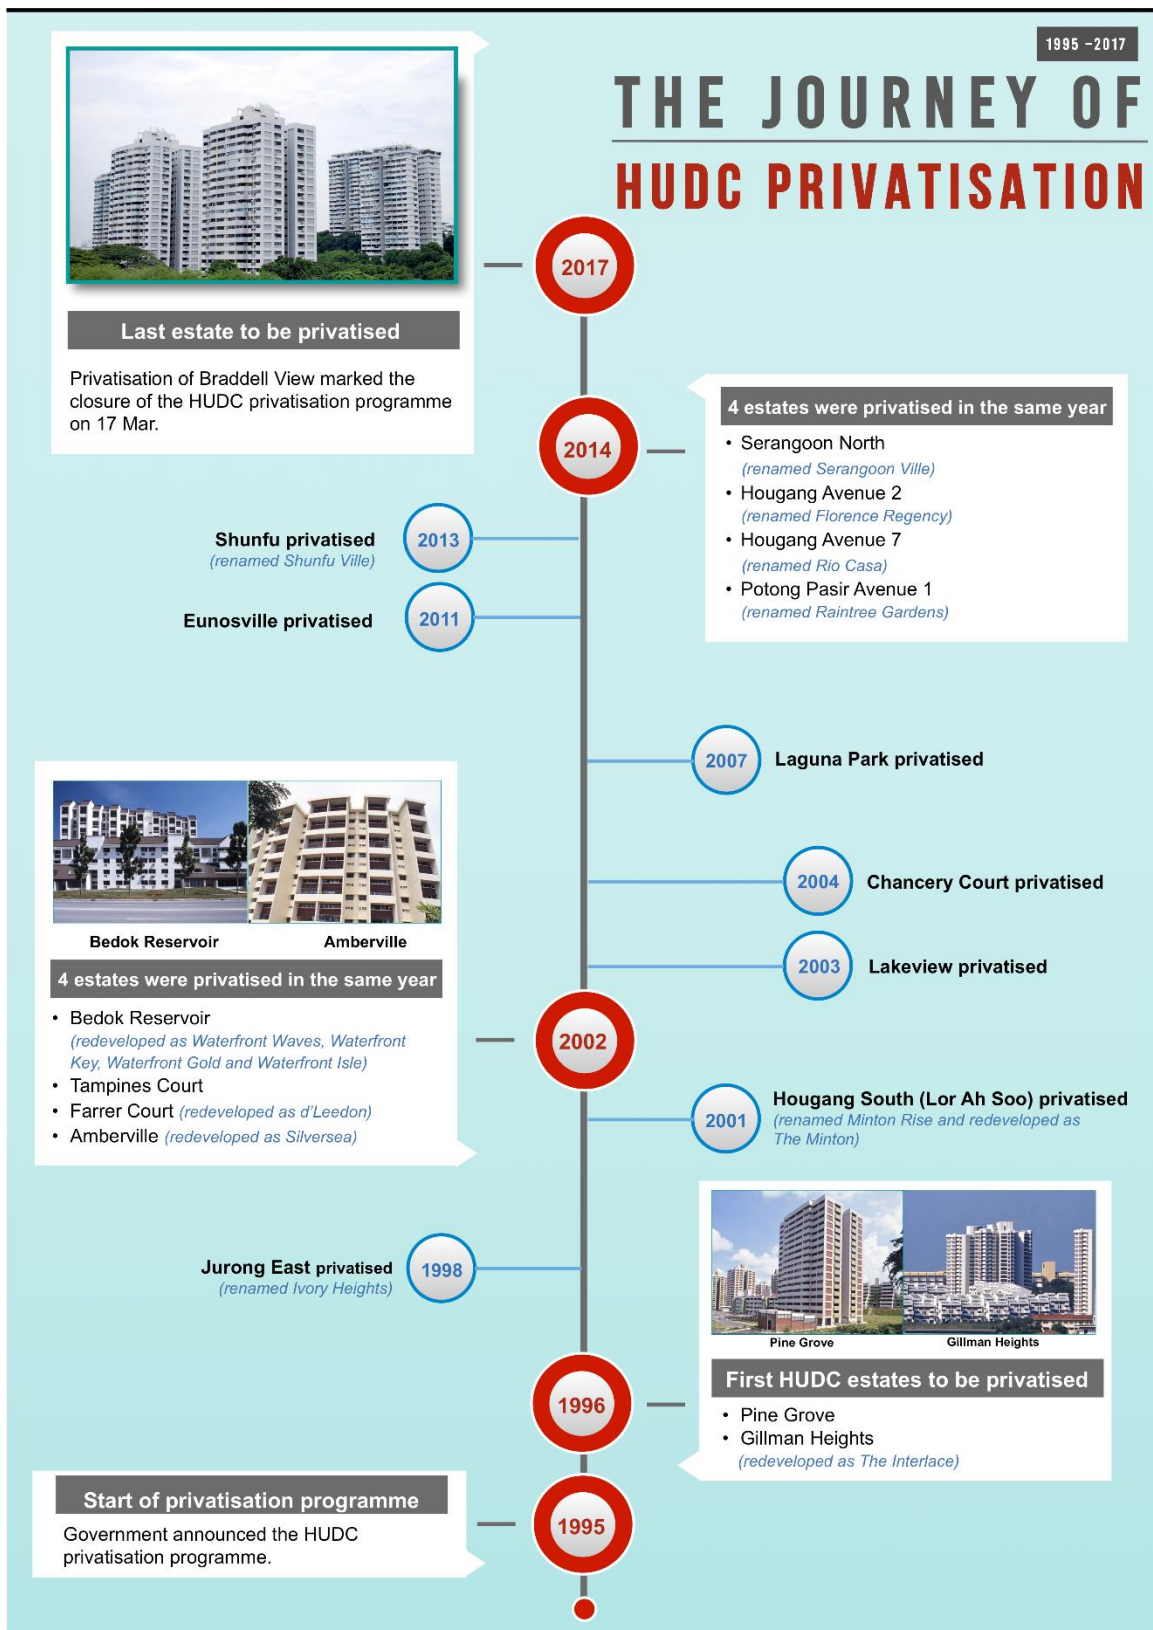 1995 –2017
THE JOURNEY OF
HUDC PRIVATISATION
2017
Last estate to be privatised
Privatisation of Braddell View marked the
closure of the HUDC privatisation programme
on 17 Mar.
2014
4 estates were privatised in the same year
• Serangoon North
(renamed Serangoon Ville)
• Hougang Avenue 2
(renamed Florence Regency)
• Hougang Avenue 7
(renamed Rio Casa)
• Potong Pasir Avenue 1
(renamed Raintree Gardens)
Shunfu privatised
(renamed Shunfu Ville)
2013
Eunosville privatised
2011
2007
Laguna Park privatised
2004
Chancery Court privatised
2003
Lakeview privatised
Bedok Reservoir
Amberville
4 estates were privatised in the same year
• Bedok Reservoir
(redeveloped as Waterfront Waves, Waterfront
Key, Waterfront Gold and Waterfront Isle)
• Tampines Court
• Farrer Court (redeveloped as d'Leedon)
• Amberville (redeveloped as Silversea)
2002
2001
Hougang South (Lor Ah Soo) privatised
(renamed Minton Rise and redeveloped as
The Minton)
Jurong East privatised
(renamed Ivory Heights)
1998
Pine Grove
Gillman Heights
First HUDC estates to be privatised
• Pine Grove
• Gillman Heights
(redeveloped as The Interlace)
1996
Start of privatisation programme
Government announced the HUDC
privatisation programme.
1995